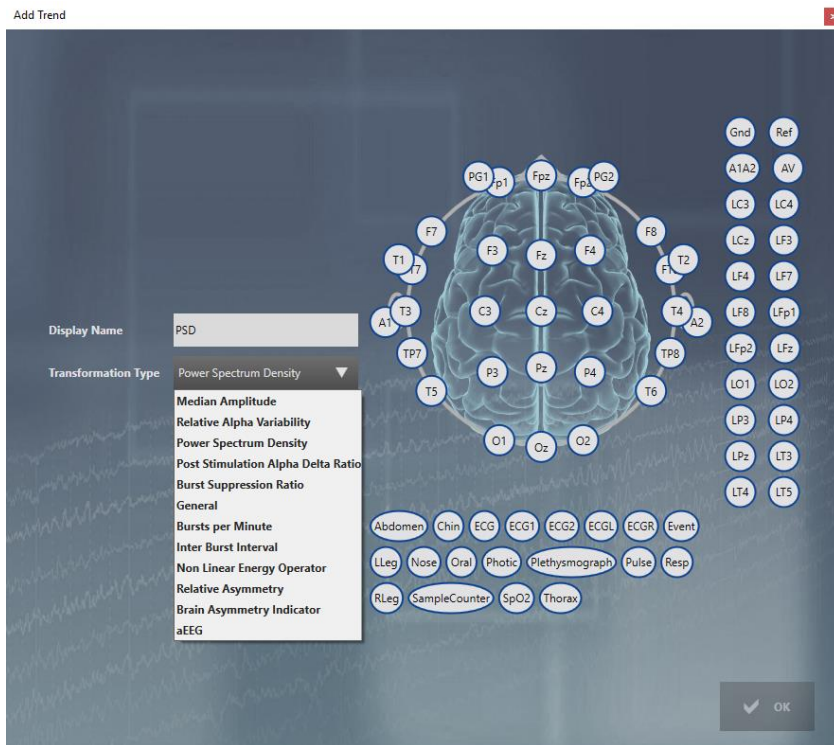 Add Trend
x
Gnd Ref
A1A2 AV
LC3 LC4
LCz LF3
LF4 LF7
LF8 LFp1
LFp2 LFz
LO1 LO2
LP3 LP4
LPz LT3
LT4 LT5
PG1 Fp1 Fpz PG2
F7 F3 Fz F4 F8
T1 T7 T2
A1 T3 C3 Cz C4 T4 A2
TP7 P3 Pz P4 TP8
T5 T6
O1 Oz O2
Display Name PSD
Transformation Type Power Spectrum Density
Median Amplitude
Relative Alpha Variability
Power Spectrum Density
Post Stimulation Alpha Delta Ratio
Burst Suppression Ratio
General
Bursts per Minute
Inter Burst Interval
Non Linear Energy Operator
Relative Asymmetry
Brain Asymmetry Indicator
aEEG
Abdomen Chin ECG ECG1 ECG2 ECGL ECGR Event
LLeg Nose Oral Photic Plethysmograph Pulse Resp
RLeg SampleCounter SpO2 Thorax
OK